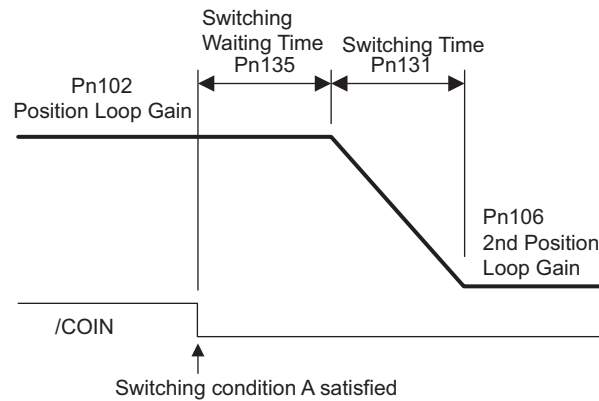 Switching
Waiting Time
Pn135
Switching Time
Pn131
Pn102
Position Loop Gain
Pn106
2nd Position
Loop Gain
/COIN
Switching condition A satisfied